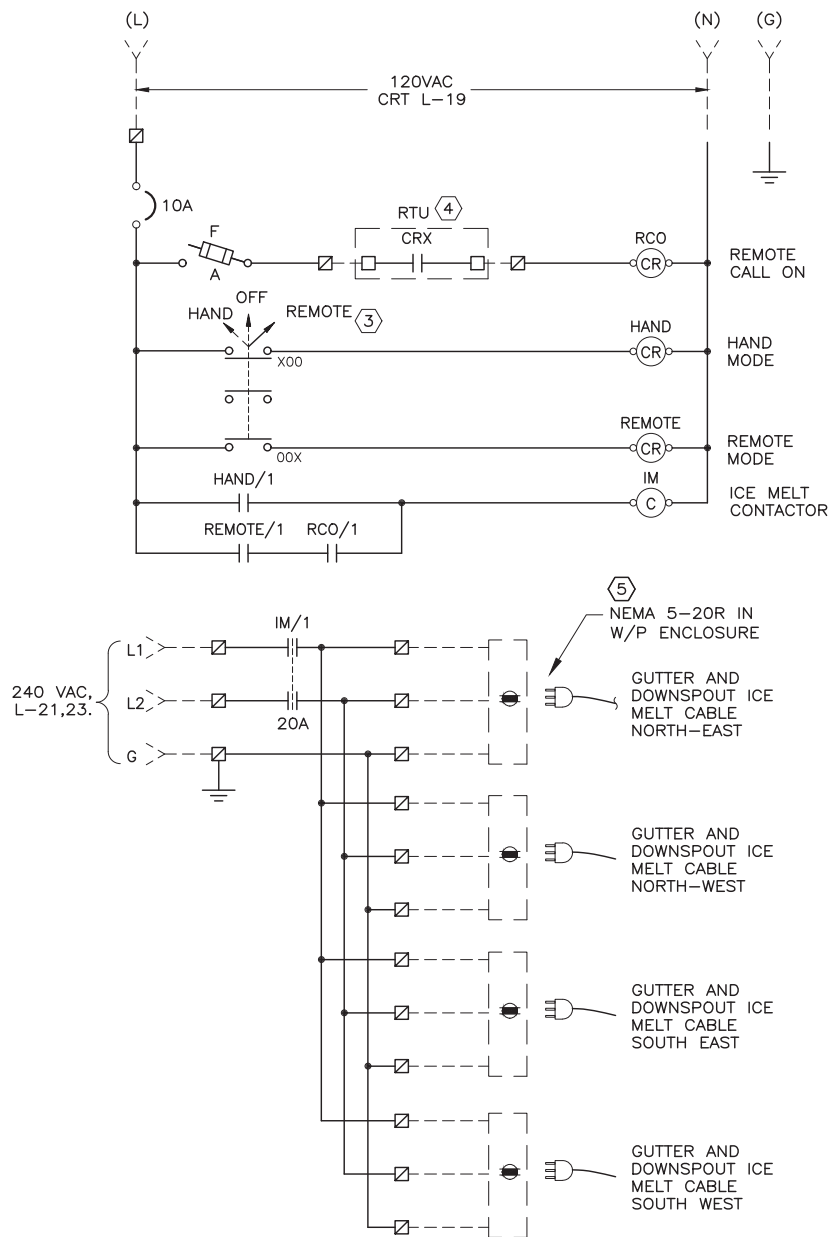 (L)
(N)
(G)
120VAC
CRT L-19
10A
F
A
RTU
4
CRX
RCO
CR
REMOTE
CALL ON
OFF
HAND
REMOTE
3
X00
HAND
CR
HAND
MODE
REMOTE
00X
CR
REMOTE
MODE
HAND/1
IM
C
ICE MELT
CONTACTOR
REMOTE/1
RCO/1
5
NEMA 5-20R IN
W/P ENCLOSURE
IM/1
L1
240 VAC,
L-21,23.
L2
20A
G
GUTTER AND
DOWNSPOUT ICE
MELT CABLE
NORTH-EAST
GUTTER AND
DOWNSPOUT ICE
MELT CABLE
NORTH-WEST
GUTTER AND
DOWNSPOUT ICE
MELT CABLE
SOUTH EAST
GUTTER AND
DOWNSPOUT ICE
MELT CABLE
SOUTH WEST